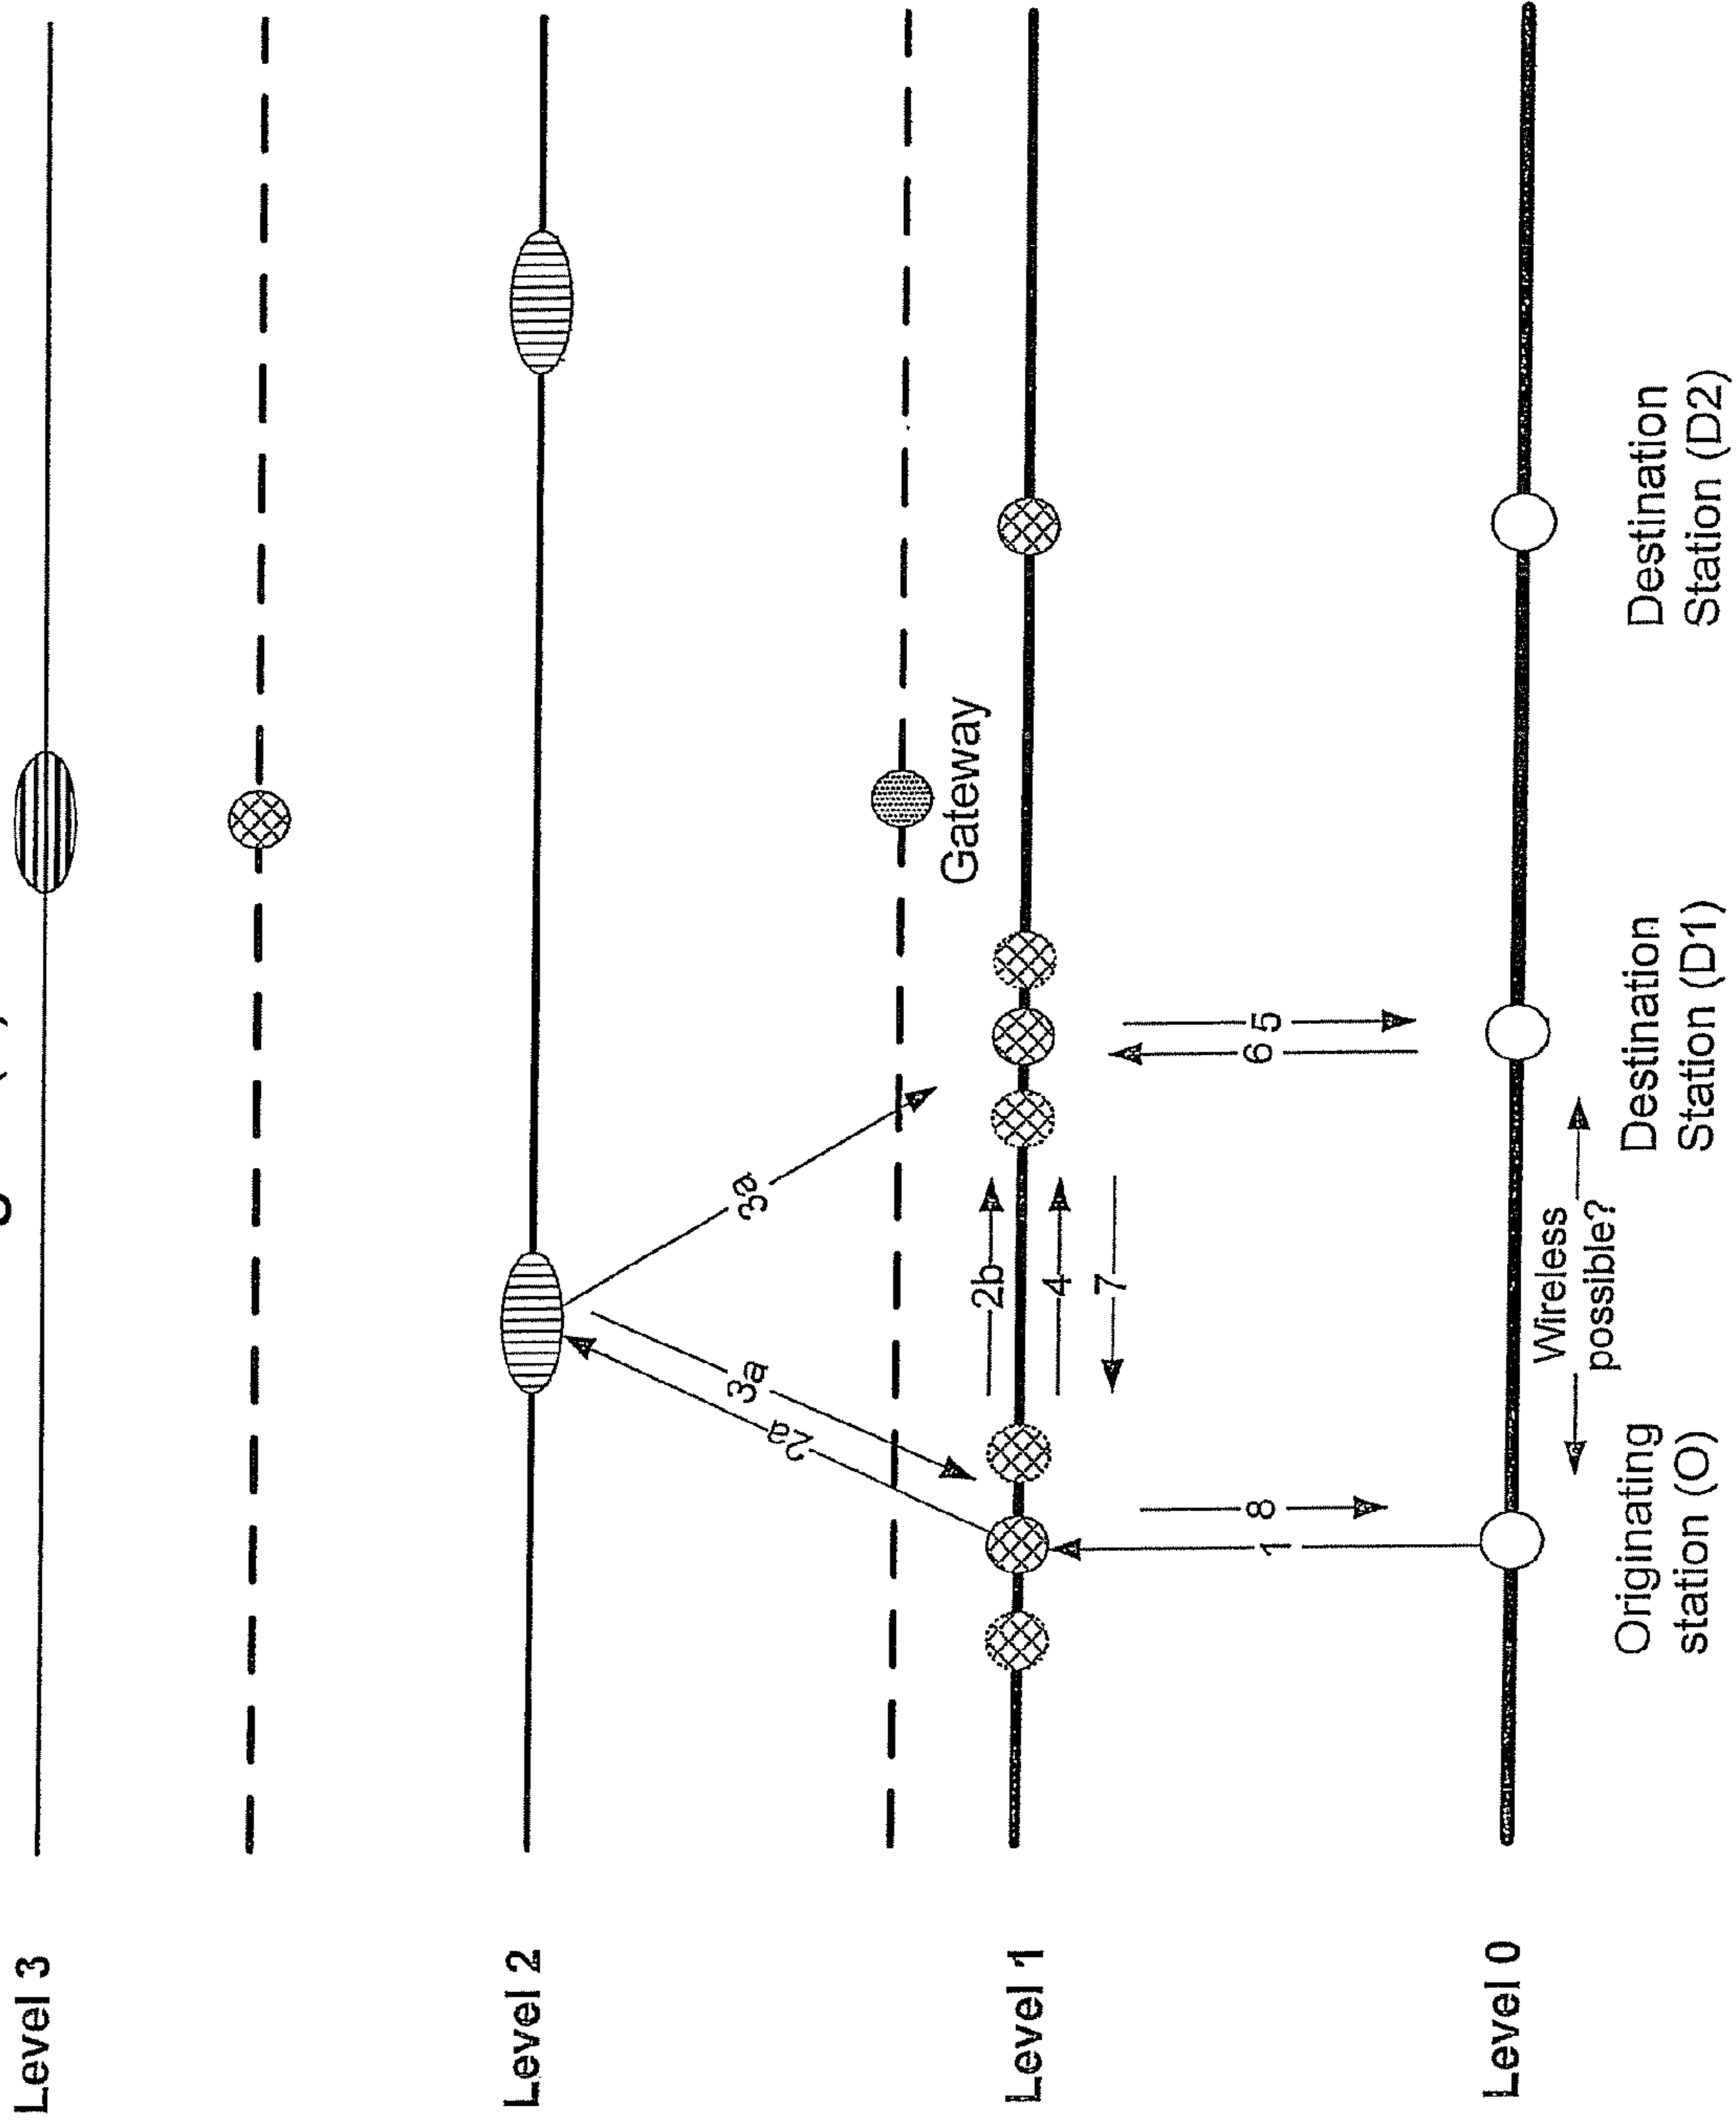 Level 3
Level 2
3a
3a
2a
Gateway
Level 1
2b
4
7
1
8
6
5
Level 0
Wireless
possible?
Originating
station (O)
Destination
Station (D1)
Destination
Station (D2)